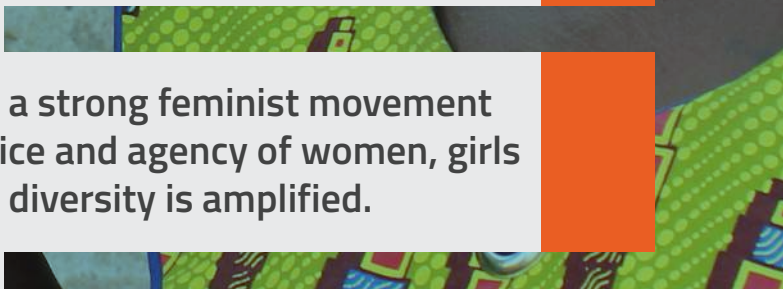 a strong feminist movement
ice and agency of women, girls
diversity is amplified.